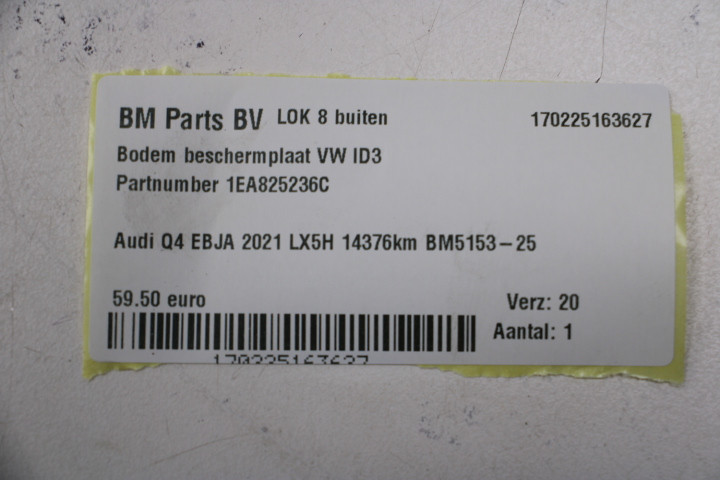 BM Parts BV LOK 8 buiten 170225163627
Bodem beschermplaat VW ID3
Partnumber 1EA825236C
Audi Q4 EBJA 2021 LX5H 14376km BM5153-25
59.50 euro Verz: 20
Aantal: 1
170225163627